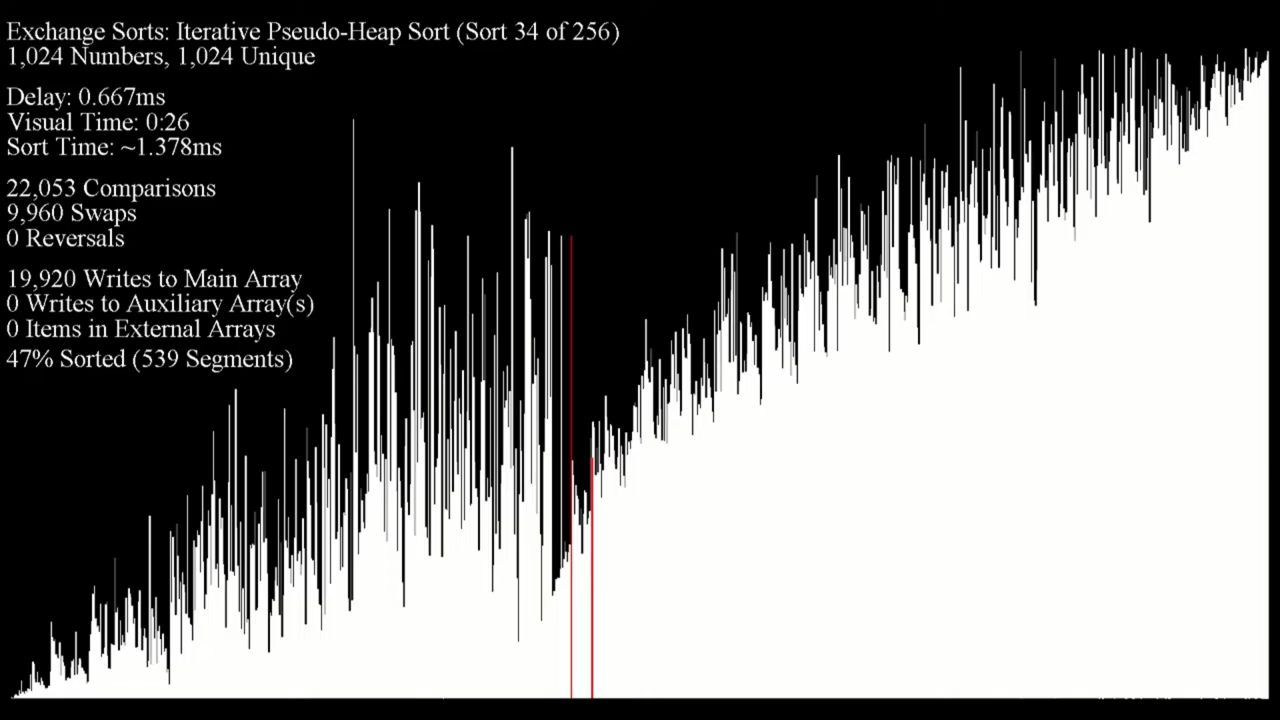 Exchange Sorts: Iterative Pseudo-Heap Sort (Sort 34 of 256)
1,024 Numbers, 1,024 Unique
Delay: 0.667ms
Visual Time: 0:26
Sort Time: ~1.378ms
22,053 Comparisons
9,960 Swaps
0 Reversals
19,920 Writes to Main Array
0 Writes to Auxiliary Array(s)
0 Items in External Arrays
47% Sorted (539 Segments)